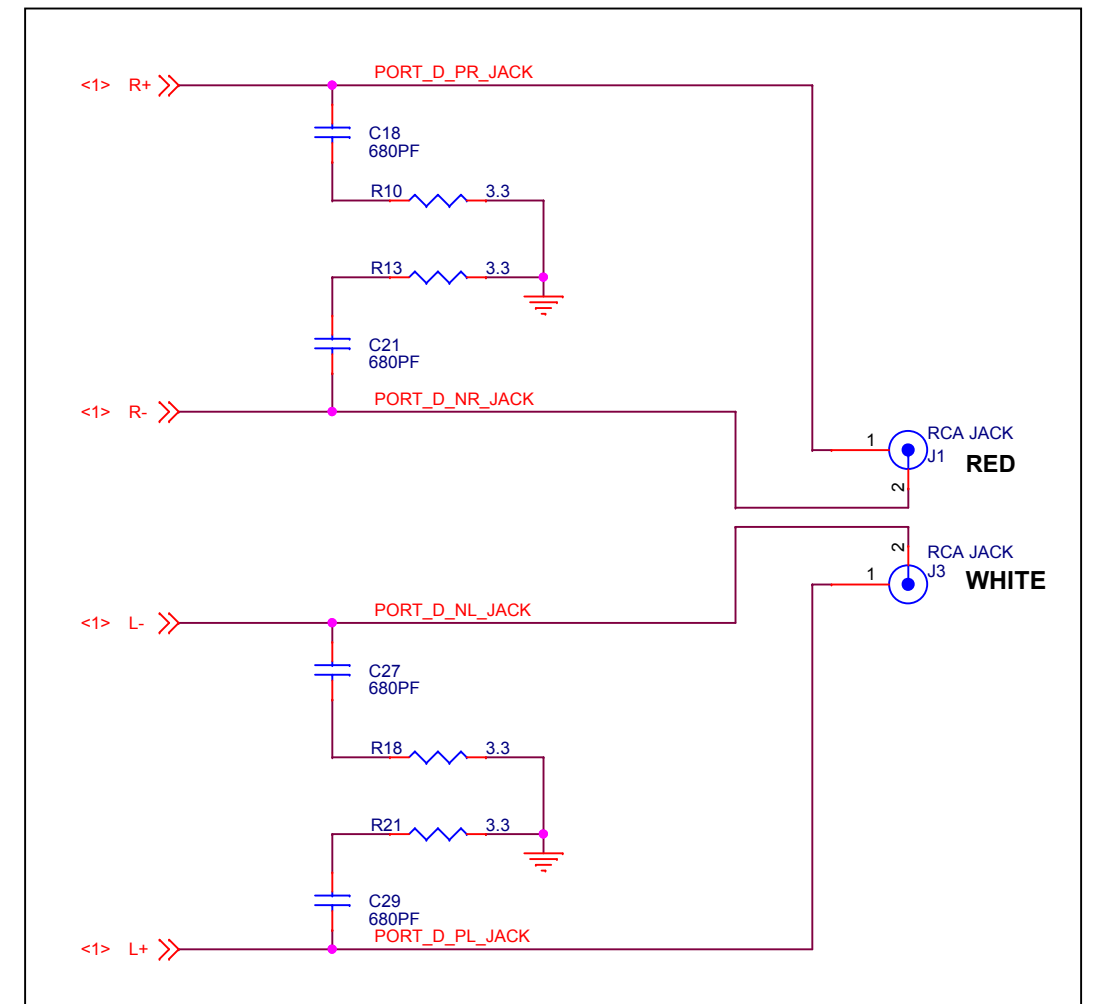 <1> R+ PORT_D_PR_JACK
C18
680PF
R10 3.3
R13 3.3
C21
680PF
<1> R- PORT_D_NR_JACK
RCA JACK
1 J1 RED
2
2 RCA JACK
1 J3 WHITE
<1> L- PORT_D_NL_JACK
C27
680PF
R18 3.3
R21 3.3
C29
680PF
<1> L+ PORT_D_PL_JACK